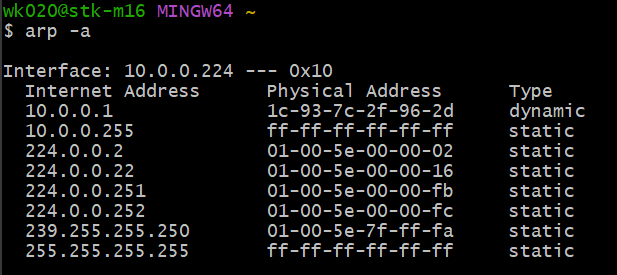 wk020@stk-m16 MINGW64 ~
$ arp -a
Interface: 10.0.0.224 --- 0x10
Internet Address Physical Address Type
10.0.0.1 1c-93-7c-2f-96-2d dynamic
10.0.0.255 ff-ff-ff-ff-ff-ff static
224.0.0.2 01-00-5e-00-00-02 static
224.0.0.22 01-00-5e-00-00-16 static
224.0.0.251 01-00-5e-00-00-fb static
224.0.0.252 01-00-5e-00-00-fc static
239.255.255.250 01-00-5e-7f-ff-fa static
255.255.255.255 ff-ff-ff-ff-ff-ff static